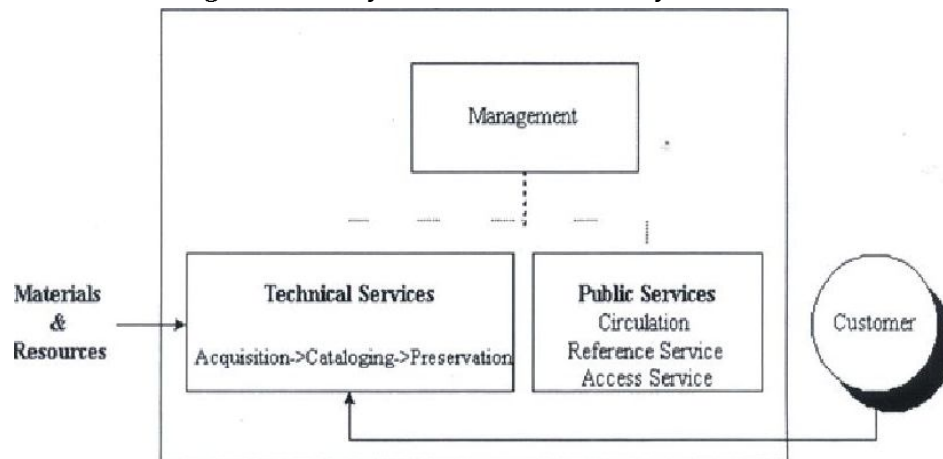 Management
Technical Services
Acquisition->Cataloging->Preservation
Public Services
Circulation
Reference Service
Access Service
Materials
&
Resources
Customer